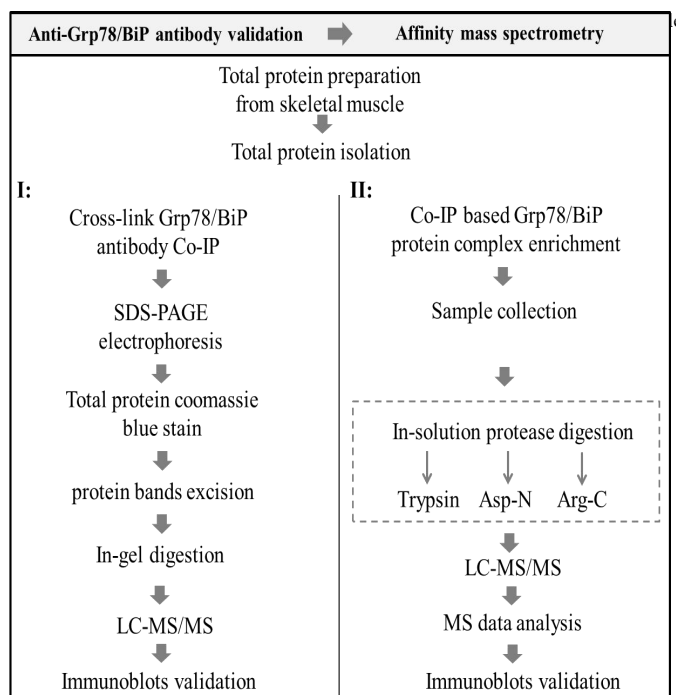 Anti-Grp78/BiP antibody validation Affinity mass spectrometry
Total protein preparation
from skeletal muscle
Total protein isolation
I:
Cross-link Grp78/BiP
antibody Co-IP
SDS-PAGE
electrophoresis
Total protein coomassie
blue stain
protein bands excision
In-gel digestion
LC-MS/MS
Immunoblots validation
II:
Co-IP based Grp78/BiP
protein complex enrichment
Sample collection
In-solution protease digestion
Trypsin Asp-N Arg-C
LC-MS/MS
MS data analysis
Immunoblots validation